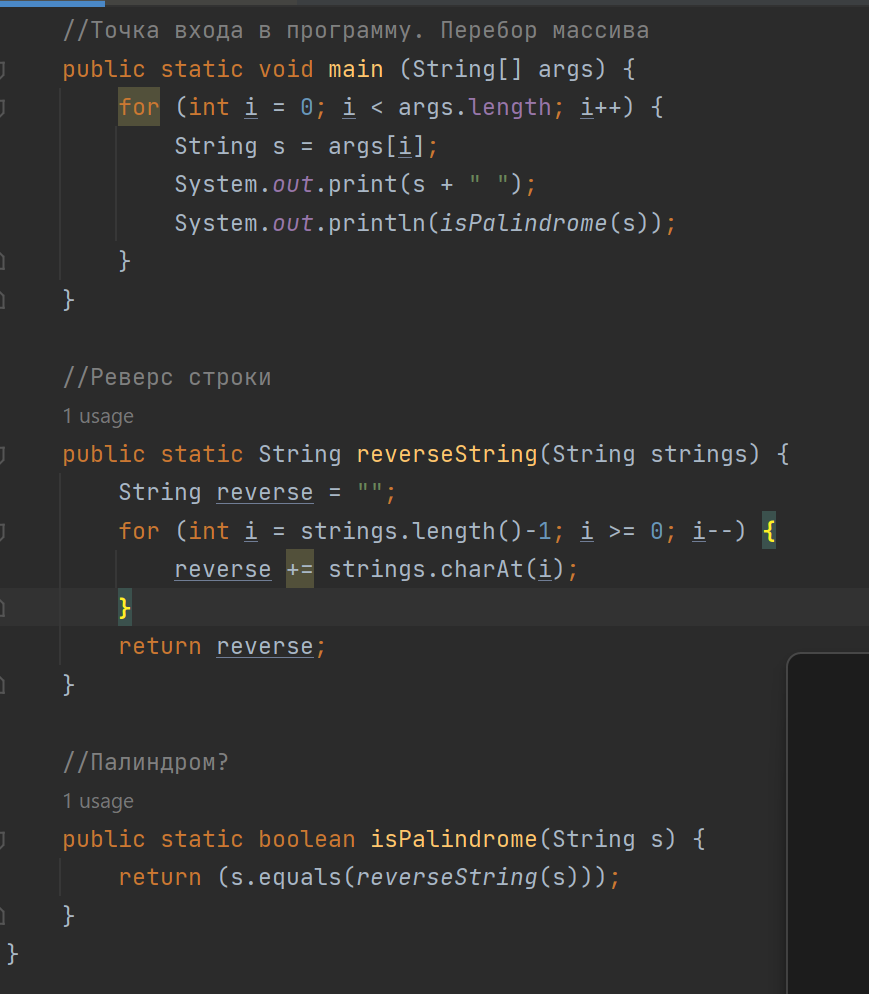 //Точка входа в программу. Перебор массива
public static void main (String[] args) {
for (int i = 0; i < args.length; i++) {
String s = args[i];
System.out.print(s + " ");
System.out.println(isPalindrome(s));
}
}
//Реверс строки
1 usage
public static String reverseString(String strings) {
String reverse = "";
for (int i = strings.length()-1; i >= 0; i--) {
reverse += strings.charAt(i);
}
return reverse;
}
//Палиндром?
1 usage
public static boolean isPalindrome(String s) {
return (s.equals(reverseString(s)));
}
}